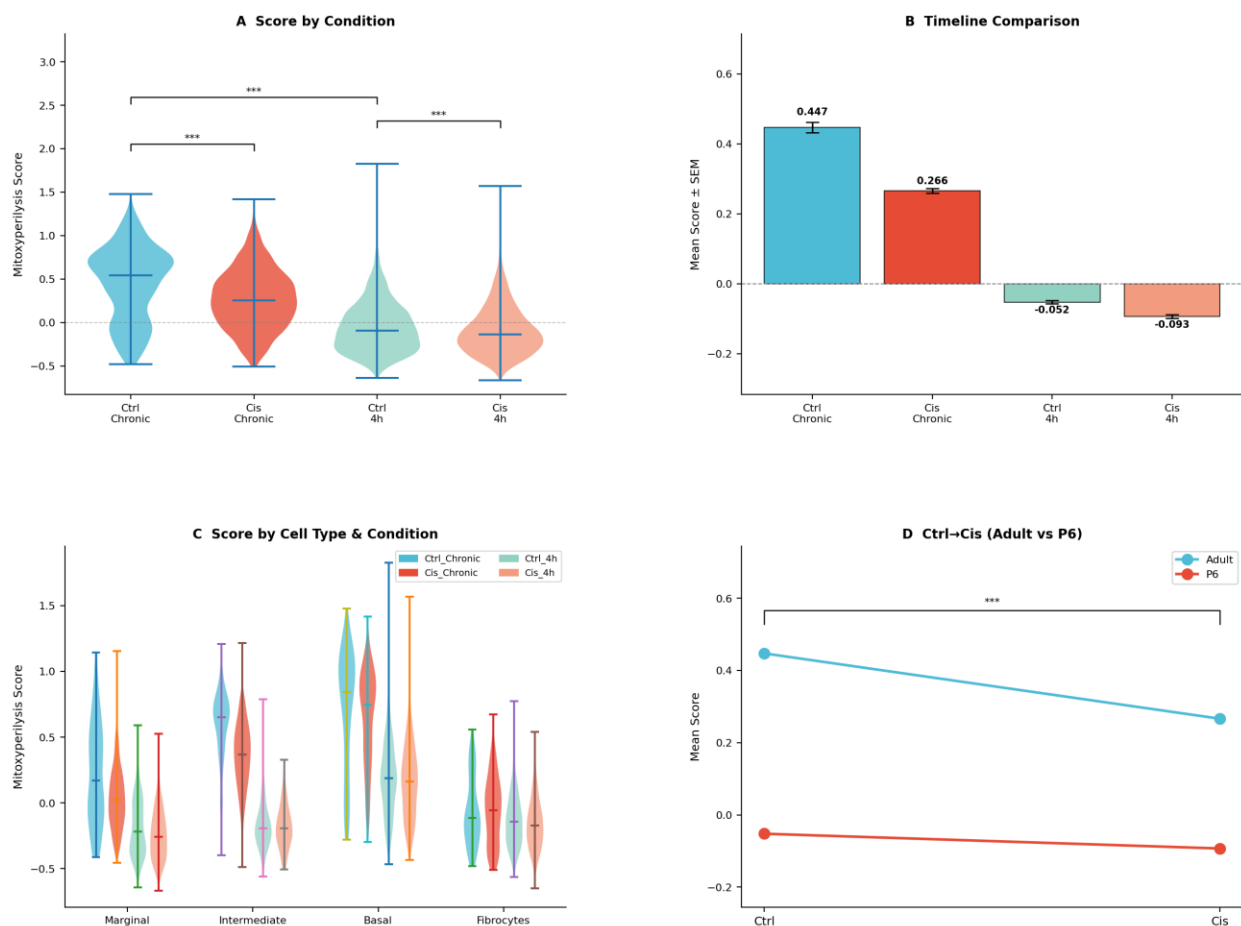 A Score by Condition
3.0
2.5
2.0
1.5
1.0
0.5
0.0
−0.5
Mitoxyperilysis Score
***
***
***
Ctrl
Chronic
Cis
Chronic
Ctrl
4h
Cis
4h
B Timeline Comparison
0.6
0.4
0.2
0.0
−0.2
Mean Score ± SEM
0.447
0.266
-0.052
-0.093
Ctrl
Chronic
Cis
Chronic
Ctrl
4h
Cis
4h
C Score by Cell Type & Condition
Ctrl_Chronic
Cis_Chronic
Ctrl_4h
Cis_4h
1.5
1.0
0.5
0.0
−0.5
Mitoxyperilysis Score
Marginal
Intermediate
Basal
Fibrocytes
D Ctrl→Cis (Adult vs P6)
Adult
P6
***
0.6
0.4
0.2
0.0
−0.2
Mean Score
Ctrl
Cis